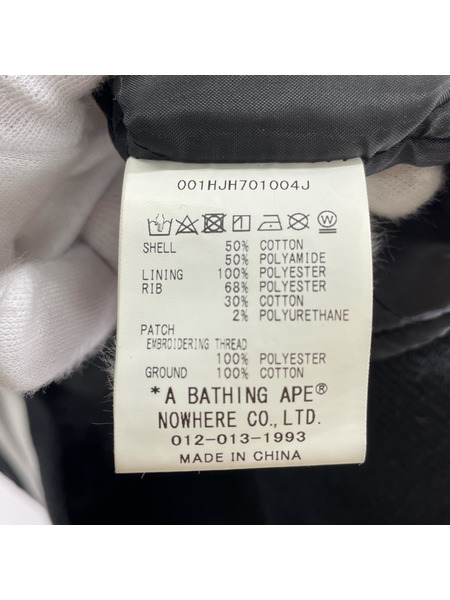 001HJH701004J
SHELL 50% COTTON
50% POLYAMIDE
LINING 100% POLYESTER
RIB 68% POLYESTER
30% COTTON
2% POLYURETHANE
PATCH
EMBROIDERING THREAD
100% POLYESTER
GROUND 100% COTTON
*A BATHING APE®
NOWHERE CO., LTD.
012-013-1993
MADE IN CHINA